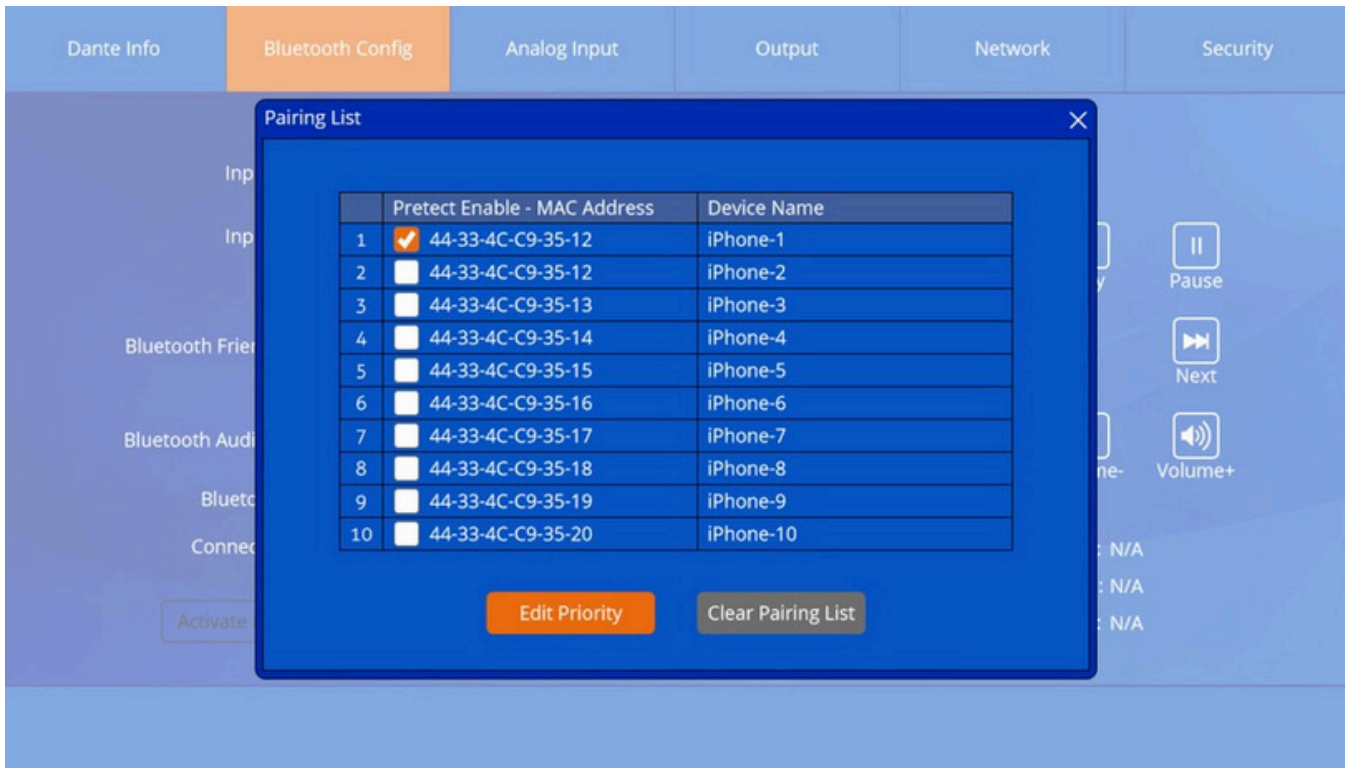 Dante Info Bluetooth Config Analog Input Output Network Security
Pairing List
Pretect Enable - MAC Address Device Name
1 44-33-4C-C9-35-12 iPhone-1
2 44-33-4C-C9-35-12 iPhone-2
3 44-33-4C-C9-35-13 iPhone-3
4 44-33-4C-C9-35-14 iPhone-4
5 44-33-4C-C9-35-15 iPhone-5
6 44-33-4C-C9-35-16 iPhone-6
7 44-33-4C-C9-35-17 iPhone-7
8 44-33-4C-C9-35-18 iPhone-8
9 44-33-4C-C9-35-19 iPhone-9
10 44-33-4C-C9-35-20 iPhone-10
Edit Priority Clear Pairing List
Inp
Inp
Bluetooth Frien
Bluetooth Audi
Blueto
Connec
Activate
y Pause
Next
me- Volume+
: N/A
: N/A
: N/A